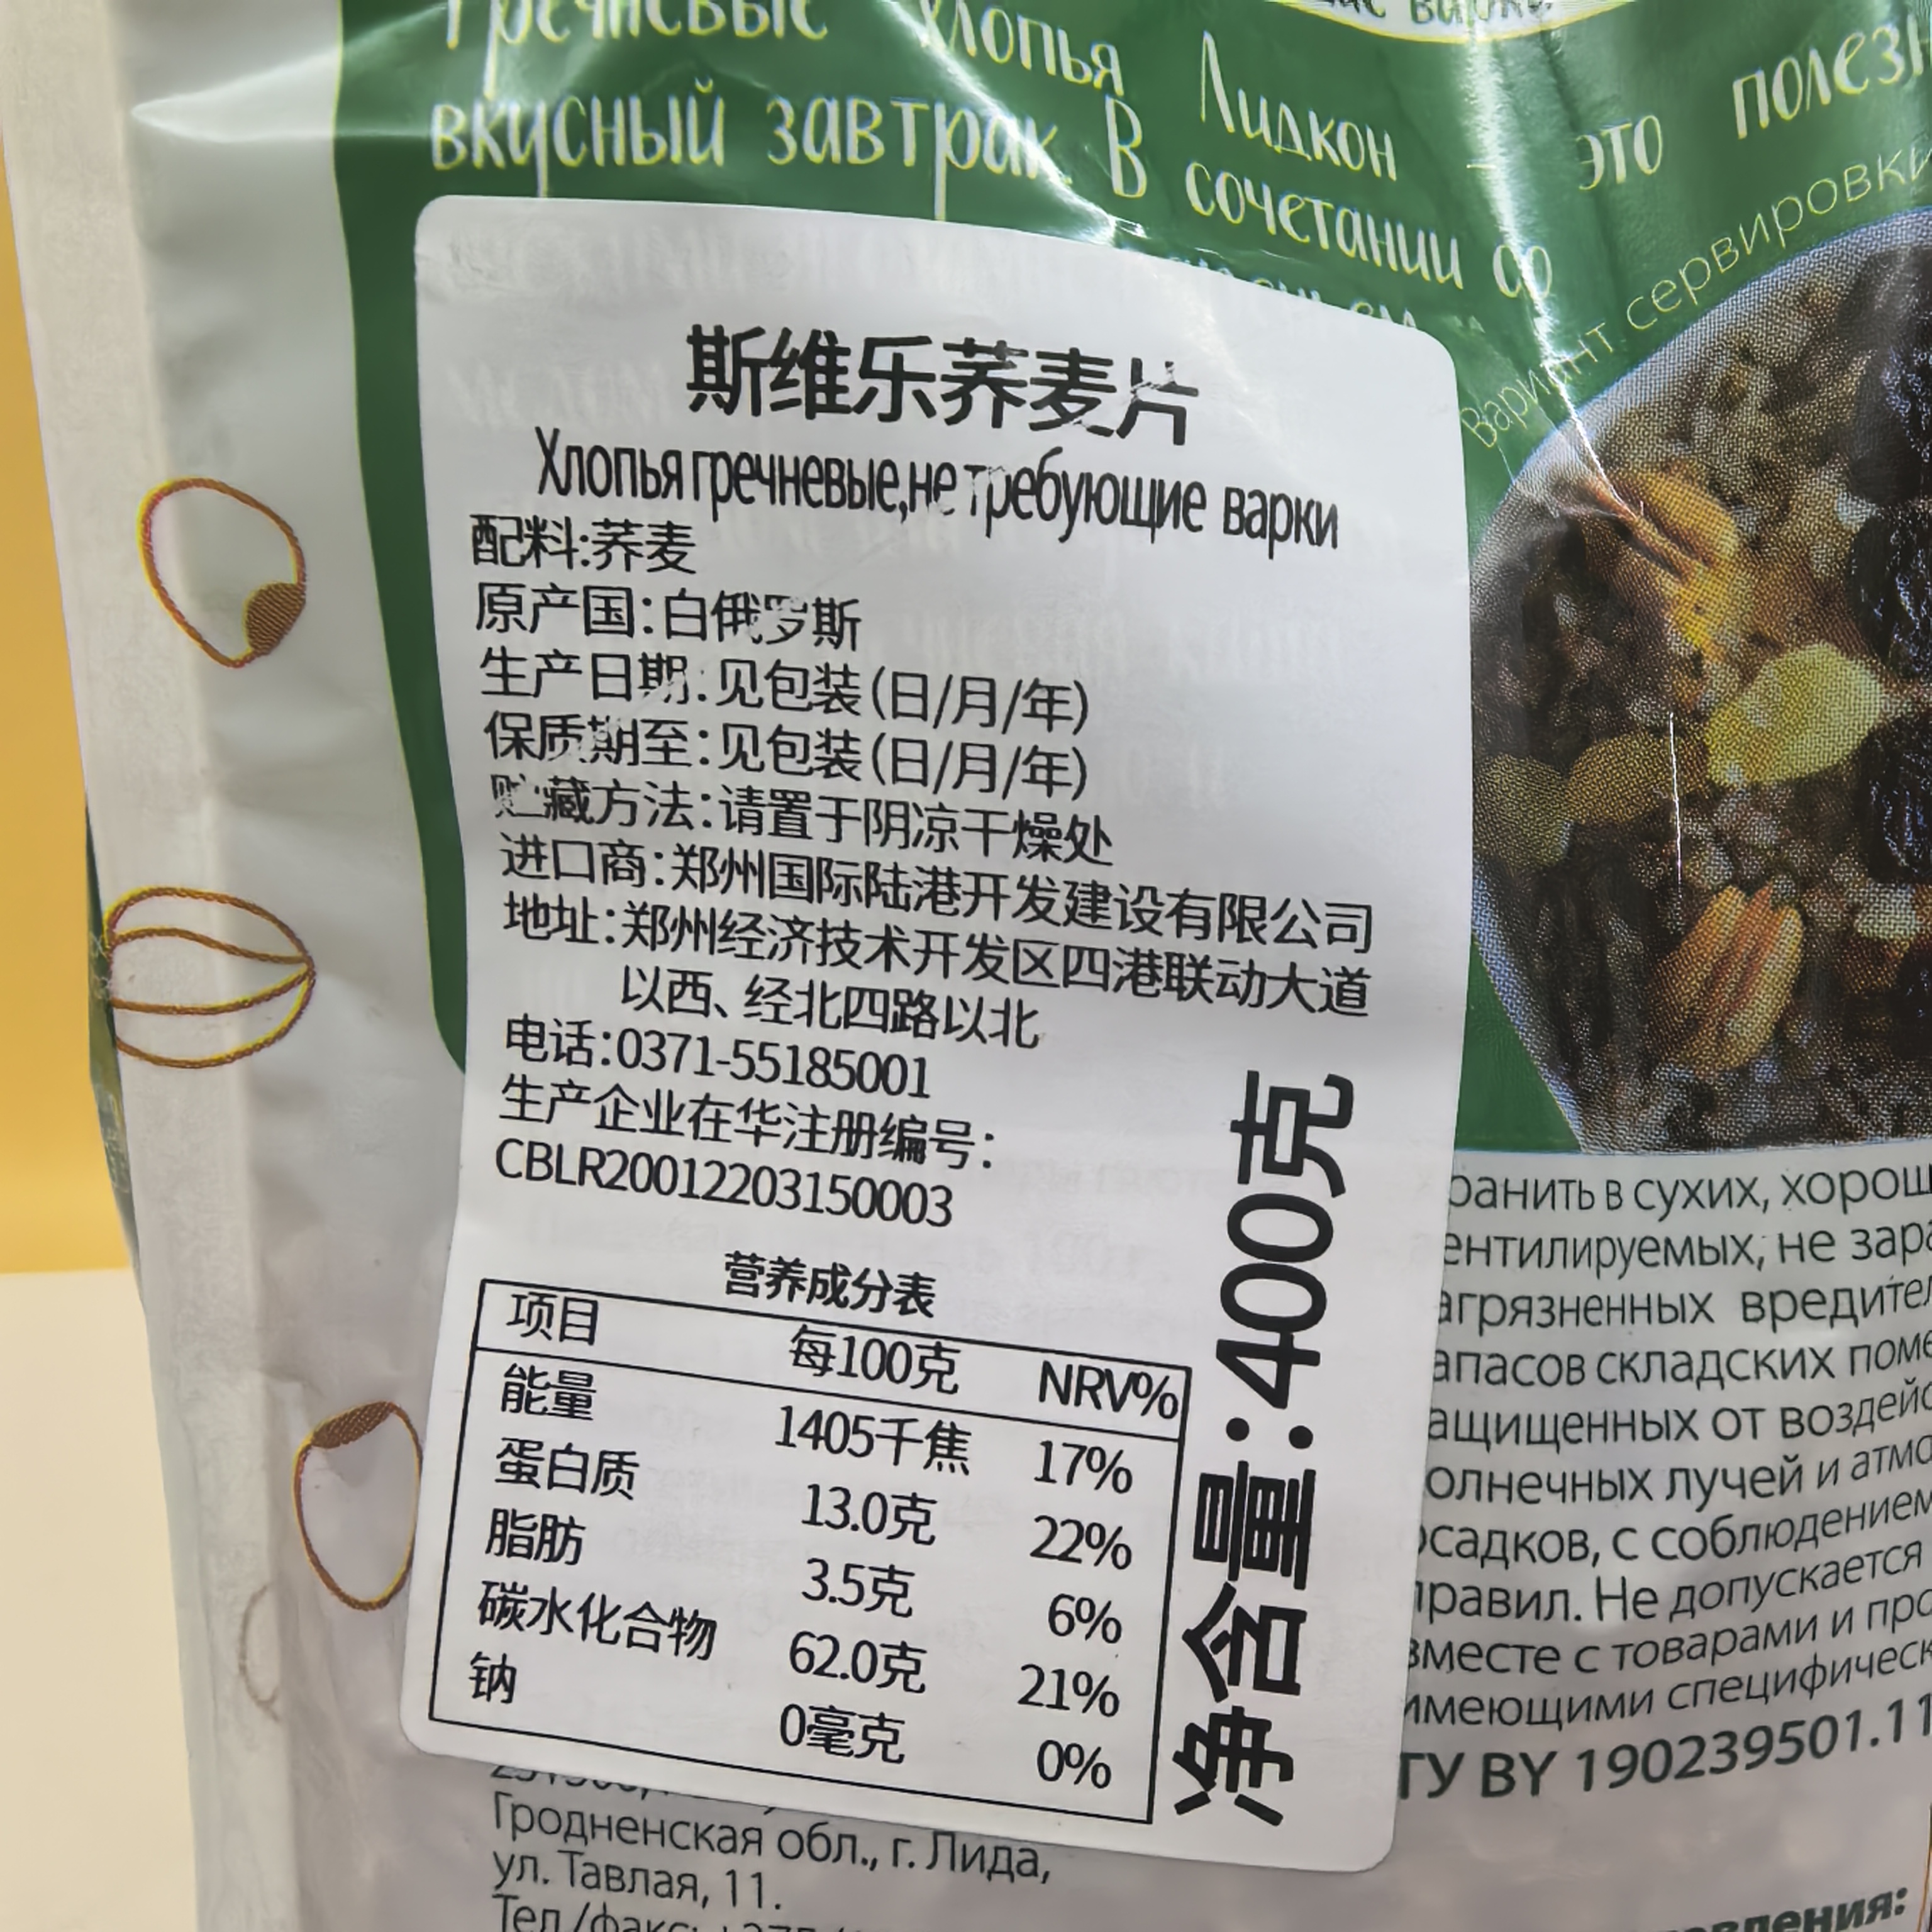 Гречневые хлопья Лидкон - это
вкусный завтрак. В сочетании со
Вариант сервировки
斯维乐荞麦片
Хлопья гречневые,не требующие варки
配料:荞麦
原产国:白俄罗斯
生产日期:见包装(日/月/年)
保质期至:见包装(日/月/年)
贮藏方法:请置于阴凉干燥处
进口商:郑州国际陆港开发建设有限公司
地址:郑州经济技术开发区四港联动大道
以西、经北四路以北
电话:0371-55185001
生产企业在华注册编号:
CBLR20012203150003
净含量:400克
营养成分表
项目 每100克 NRV%
能量 1405千焦 17%
蛋白质 13.0克 22%
脂肪 3.5克 6%
碳水化合物 62.0克 21%
钠 0毫克 0%
ранить в сухих, хорош
ентилируемых, не зара
агрязненных вредител
апасов складских поме
ащищенных от воздейс
олнечных лучей и атмо
осадков, с соблюдением
правил. Не допускается
вместе с товарами и про
имеющими специфическ
ТУ BY 190239501.11
Гродненская обл., г. Лида,
ул. Тавлая, 11.
Тел./факс: